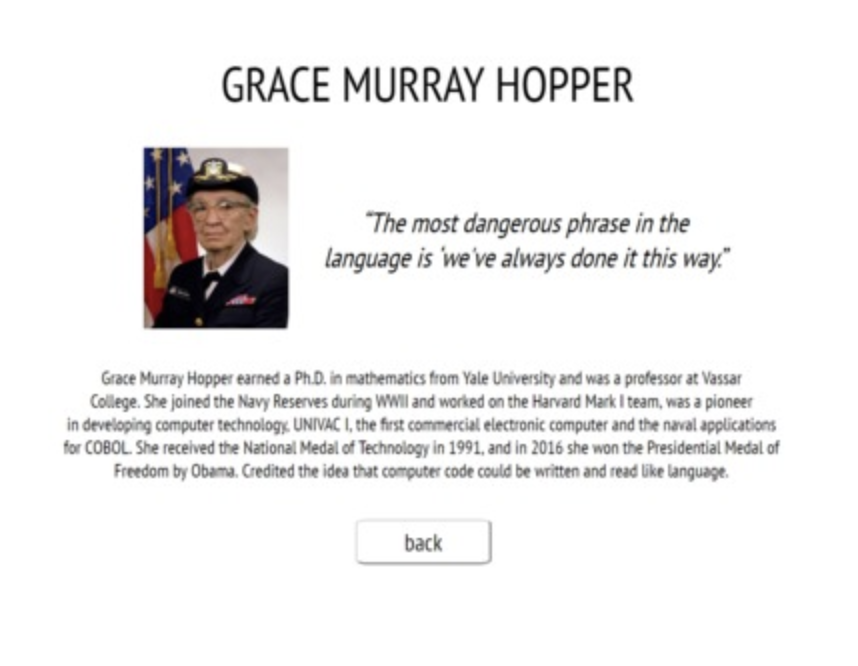 GRACE MURRAY HOPPER
“The most dangerous phrase in the
language is ‘we’ve always done it this way.”
Grace Murray Hopper earned a Ph.D. in mathematics from Yale University and was a professor at Vassar
College. She joined the Navy Reserves during WWII and worked on the Harvard Mark I team, was a pioneer
in developing computer technology, UNIVAC I, the first commercial electronic computer and the naval applications
for COBOL. She received the National Medal of Technology in 1991, and in 2016 she won the Presidential Medal of
Freedom by Obama. Credited the idea that computer code could be written and read like language.
back